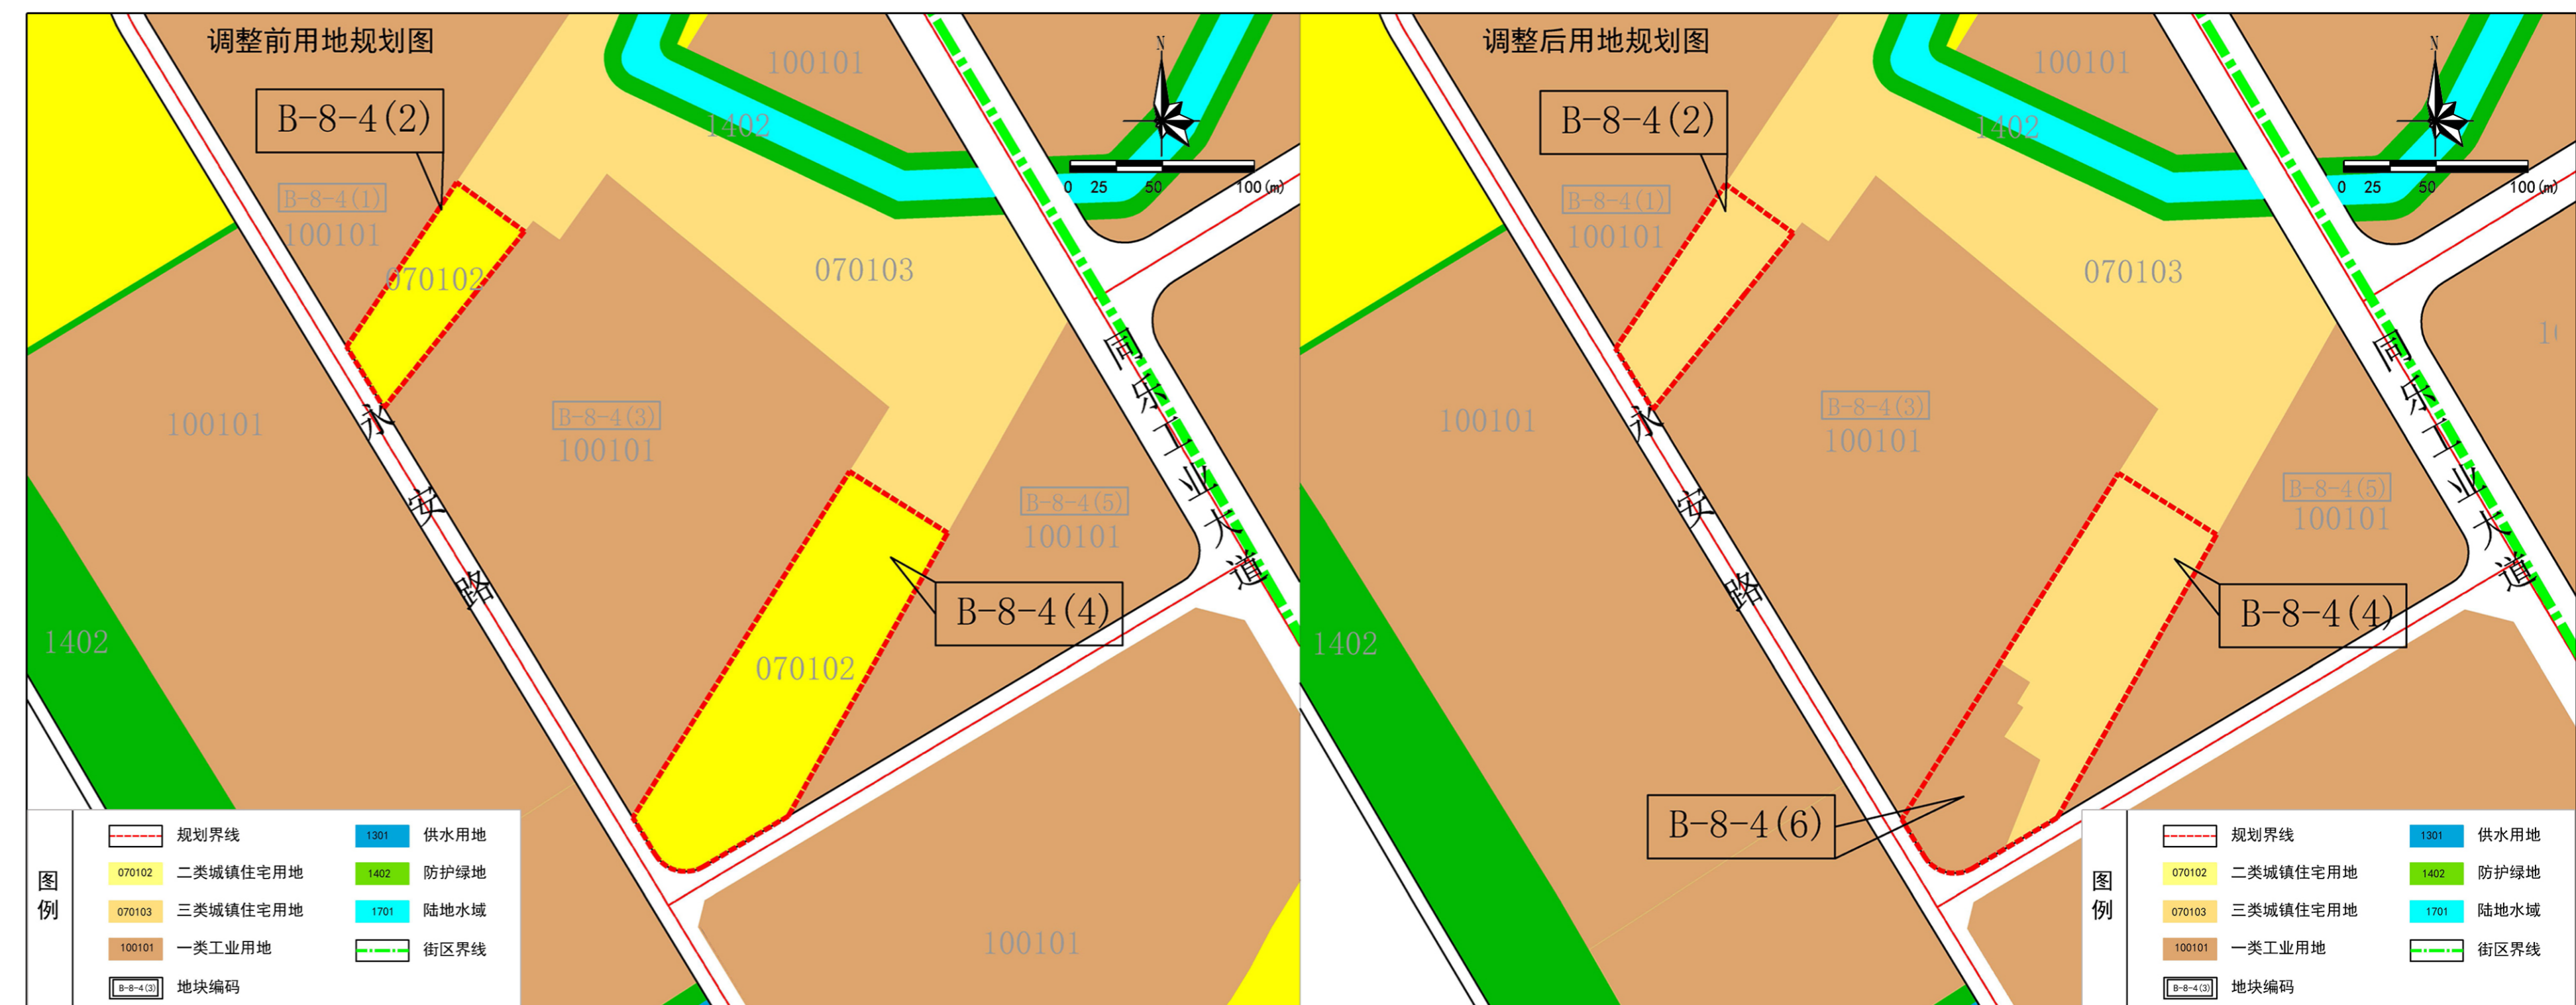 调整前用地规划图
B-8-4(2)
B-8-4(1)
100101
070102
100101
1402
070103
N
0 25 50 100(m)
100101
B-8-4(3)
100101
B-8-4(5)
100101
B-8-4(4)
070102
1402
100101
永安路
同乐工业大道
图例
规划界线
070102 二类城镇住宅用地
070103 三类城镇住宅用地
100101 一类工业用地
B-8-4(3) 地块编码
1301 供水用地
1402 防护绿地
1701 陆地水域
街区界线
调整后用地规划图
B-8-4(2)
B-8-4(1)
100101
100101
1402
070103
N
0 25 50 100(m)
100101
B-8-4(3)
100101
B-8-4(5)
100101
B-8-4(4)
1402
B-8-4(6)
永安路
同乐工业大道
图例
规划界线
070102 二类城镇住宅用地
070103 三类城镇住宅用地
100101 一类工业用地
B-8-4(3) 地块编码
1301 供水用地
1402 防护绿地
1701 陆地水域
街区界线